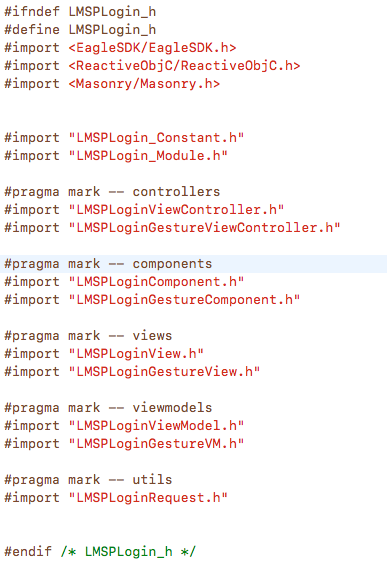 #ifndef LMSPLogin_h
#define LMSPLogin_h
#import <EagleSDK/EagleSDK.h>
#import <ReactiveObjC/ReactiveObjC.h>
#import <Masonry/Masonry.h>
#import "LMSPLogin_Constant.h"
#import "LMSPLogin_Module.h"
#pragma mark -- controllers
#import "LMSPLoginViewController.h"
#import "LMSPLoginGestureViewController.h"
#pragma mark -- components
#import "LMSPLoginComponent.h"
#import "LMSPLoginGestureComponent.h"
#pragma mark -- views
#import "LMSPLoginView.h"
#import "LMSPLoginGestureView.h"
#pragma mark -- viewmodels
#import "LMSPLoginViewModel.h"
#import "LMSPLoginGestureVM.h"
#pragma mark -- utils
#import "LMSPLoginRequest.h"
#endif /* LMSPLogin_h */